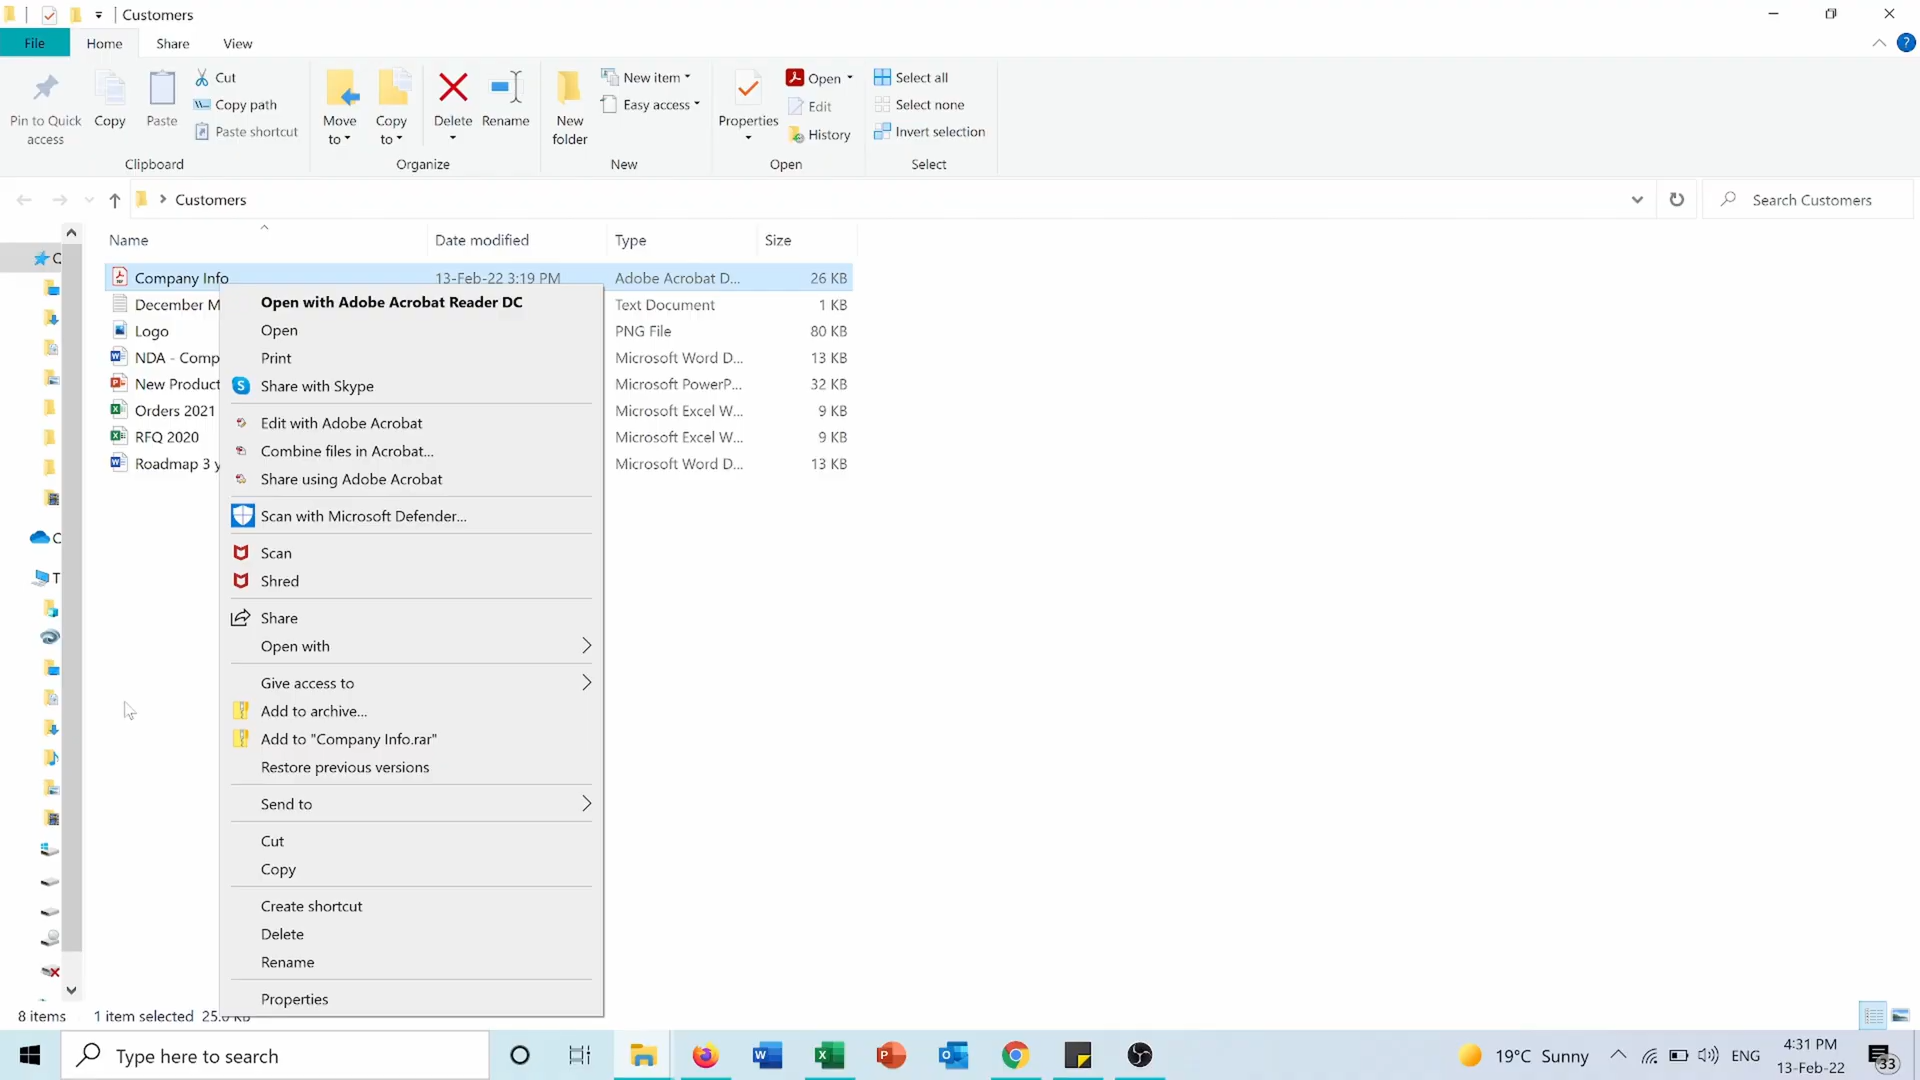 Customers
File Home Share View
Pin to Quick access
Copy
Paste
Cut
Copy path
Paste shortcut
Clipboard
Move to
Copy to
Delete
Rename
Organize
New folder
New item
Easy access
New
Properties
Open
Edit
History
Open
Select all
Select none
Invert selection
Select
Customers
Search Customers
Name Date modified Type Size
Company Info 13-Feb-22 3:19 PM Adobe Acrobat D... 26 KB
December M Text Document 1 KB
Logo PNG File 80 KB
NDA - Comp Microsoft Word D... 13 KB
New Product Microsoft PowerP... 32 KB
Orders 2021 Microsoft Excel W... 9 KB
RFQ 2020 Microsoft Excel W... 9 KB
Roadmap 3 y Microsoft Word D... 13 KB
Open with Adobe Acrobat Reader DC
Open
Print
Share with Skype
Edit with Adobe Acrobat
Combine files in Acrobat...
Share using Adobe Acrobat
Scan with Microsoft Defender...
Scan
Shred
Share
Open with
Give access to
Add to archive...
Add to "Company Info.rar"
Restore previous versions
Send to
Cut
Copy
Create shortcut
Delete
Rename
Properties
8 items 1 item selected
Type here to search
19°C Sunny
ENG
4:31 PM
13-Feb-22
33